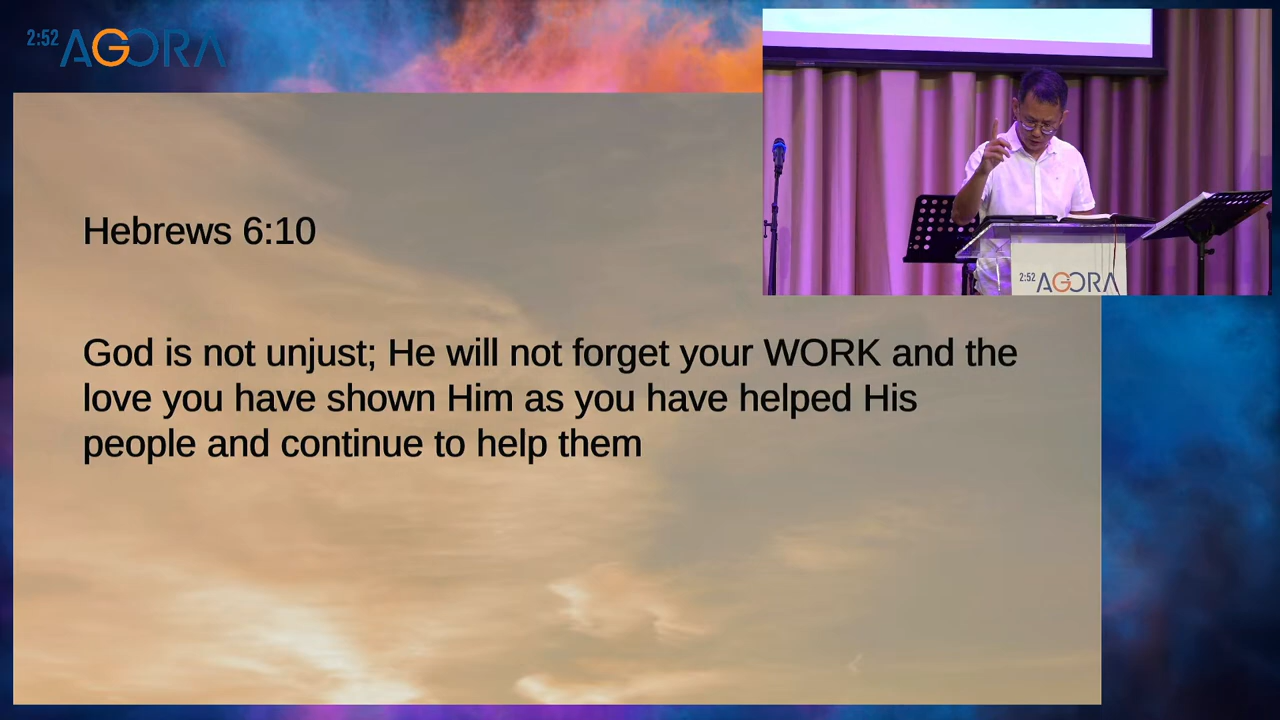 2:52 AGORA
Hebrews 6:10
God is not unjust; He will not forget your WORK and the
love you have shown Him as you have helped His
people and continue to help them
2:52 AGORA